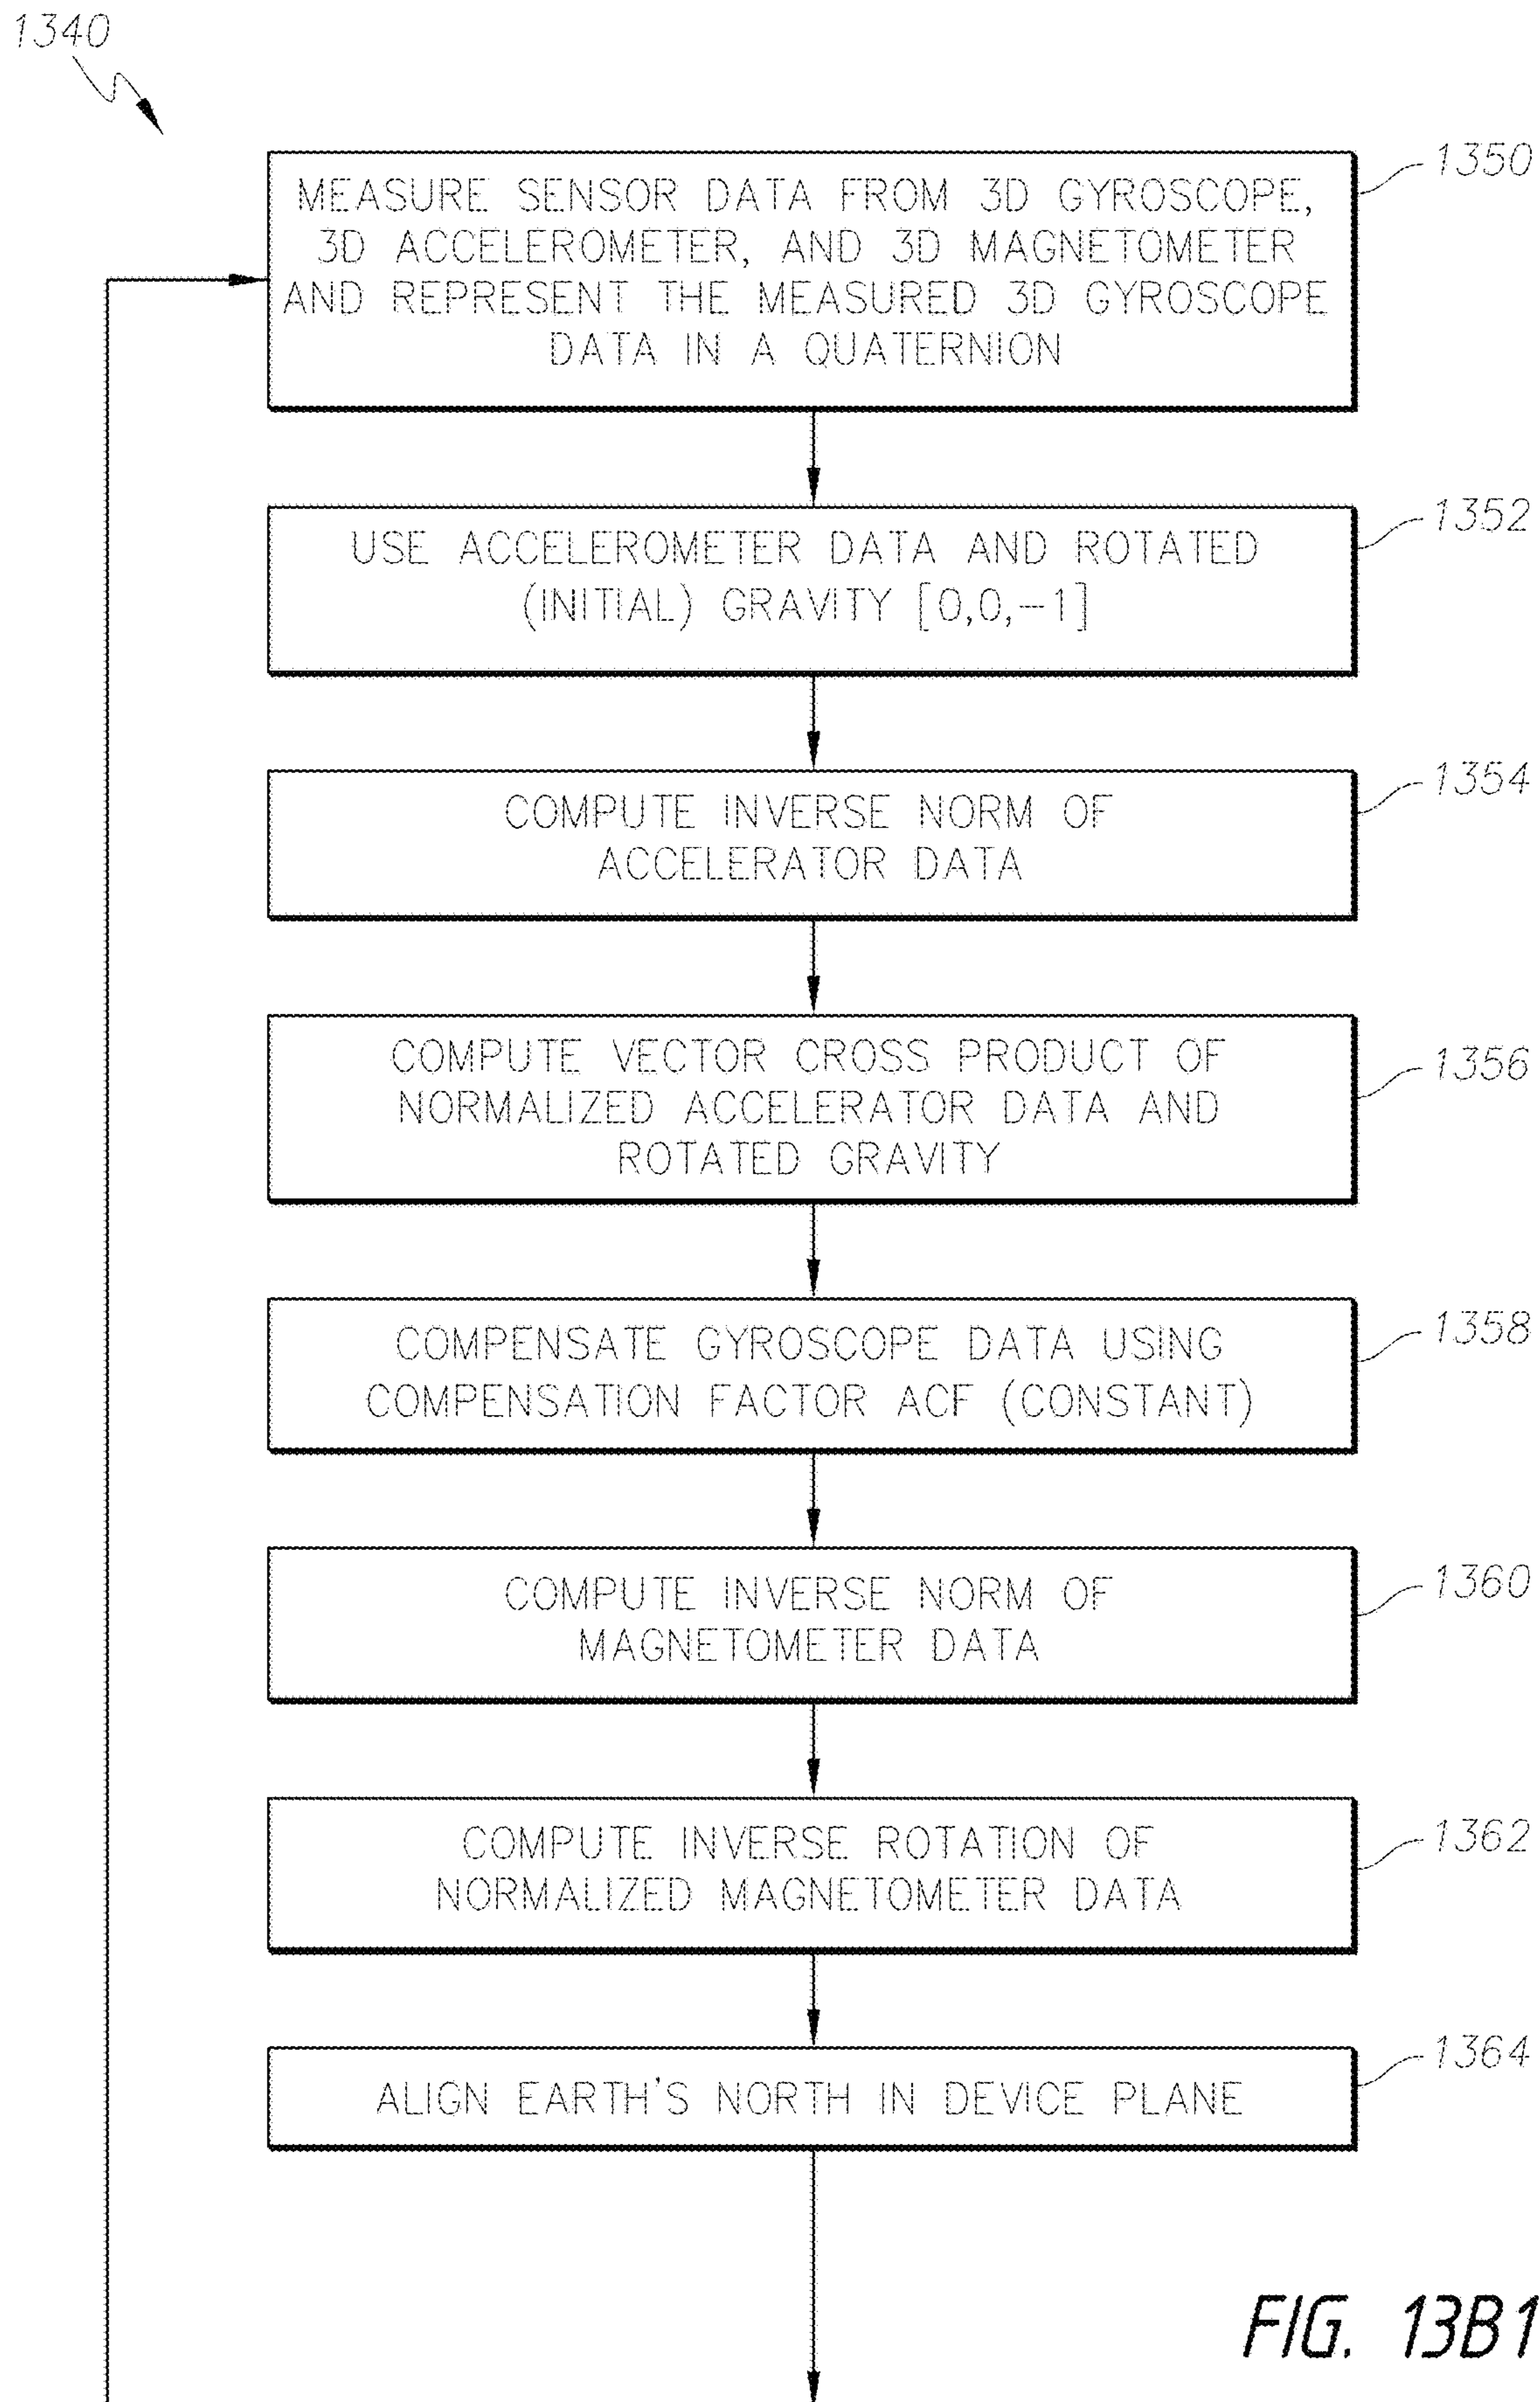 1340
1350
MEASURE SENSOR DATA FROM 3D GYROSCOPE,
3D ACCELEROMETER, AND 3D MAGNETOMETER
AND REPRESENT THE MEASURED 3D GYROSCOPE
DATA IN A QUATERNION
1352
USE ACCELEROMETER DATA AND ROTATED
(INITIAL) GRAVITY [0,0,-1]
1354
COMPUTE INVERSE NORM OF
ACCELERATOR DATA
1356
COMPUTE VECTOR CROSS PRODUCT OF
NORMALIZED ACCELERATOR DATA AND
ROTATED GRAVITY
1358
COMPENSATE GYROSCOPE DATA USING
COMPENSATION FACTOR ACF (CONSTANT)
1360
COMPUTE INVERSE NORM OF
MAGNETOMETER DATA
1362
COMPUTE INVERSE ROTATION OF
NORMALIZED MAGNETOMETER DATA
1364
ALIGN EARTH'S NORTH IN DEVICE PLANE
FIG. 13B1